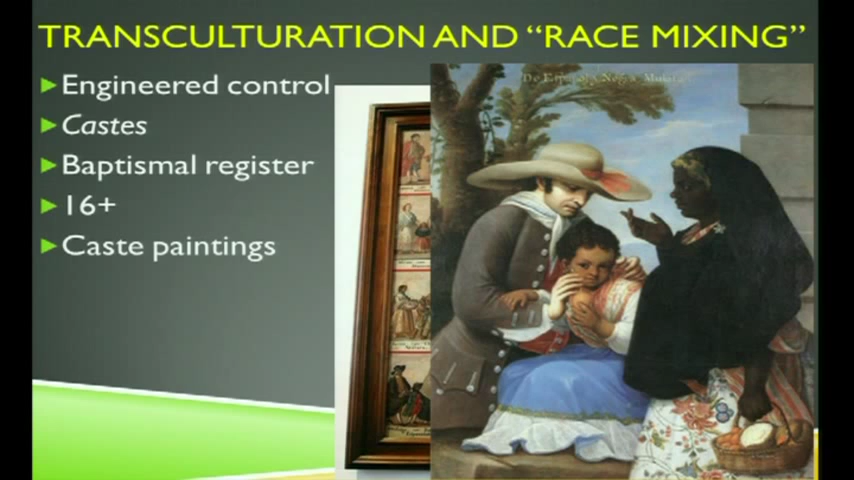 TRANSCULTURATION AND “RACE MIXING”
Engineered control
Castes
Baptismal register
16+
Caste paintings